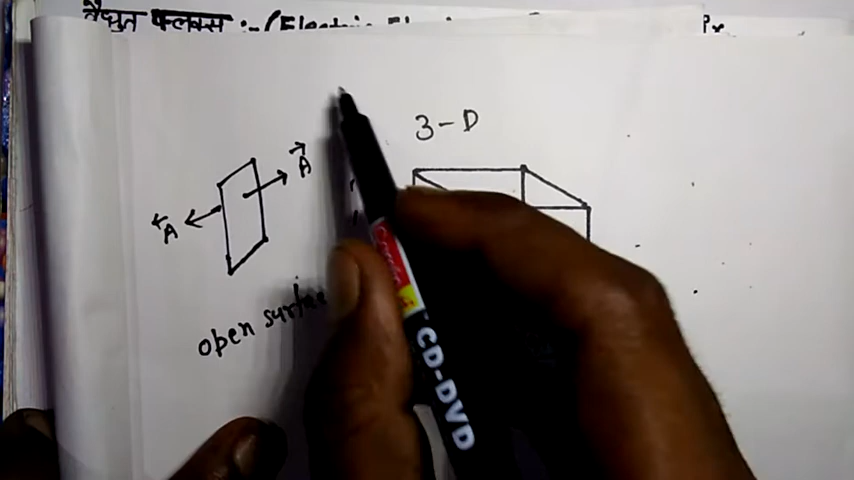 वैद्युत फ्लक्स :-(Electric
3-D
A
A
open surface
CD-DVD